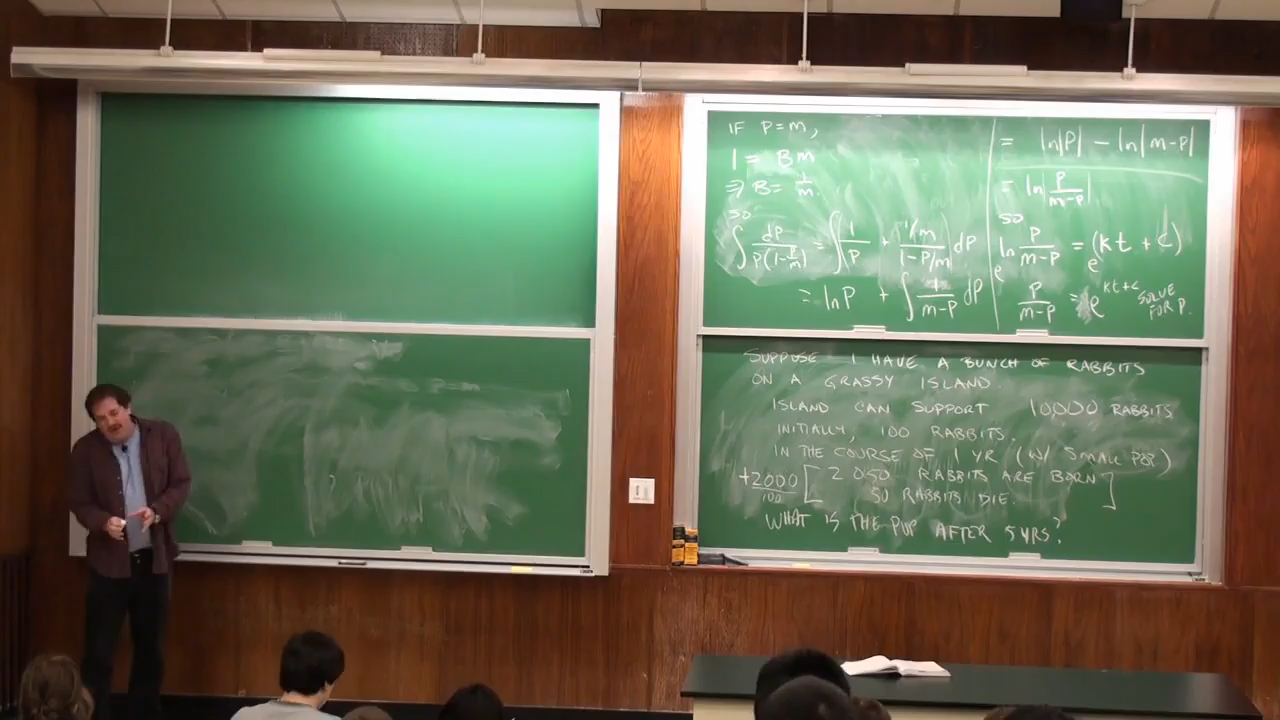 IF P=M,
1 = BM
⇒ B = 1/M.
SO
∫ dP/P(1-P/M) = ∫ 1/P + (1/M)/(1-P/M) dP
= ln P + ∫ 1/(M-P) dP
= ln|P| - ln|M-P|
= ln|P/(M-P)|
SO
e^ln P/(M-P) = e^(kt + C)
P/(M-P) = e^kt+c SOLVE FOR P.
SUPPOSE I HAVE A BUNCH OF RABBITS
ON A GRASSY ISLAND.
ISLAND CAN SUPPORT 10,000 RABBITS
INITIALLY, 100 RABBITS.
IN THE COURSE OF 1 YR (W/ SMALL POP)
+2000/100 [2050 RABBITS ARE BORN
50 RABBITS DIE.]
WHAT IS THE POP AFTER 5 YRS?